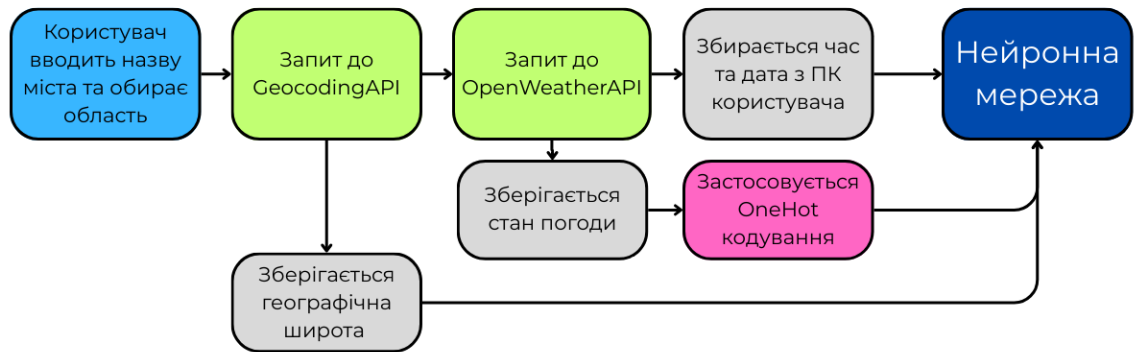 Користувач
вводить назву
міста та обирає
область
Запит до
GeocodingAPI
Запит до
OpenWeatherAPI
Збирається час
та дата з ПК
користувача
Нейронна
мережа
Зберігається
стан погоди
Застосовується
OneHot
кодування
Зберігається
географічна
широта